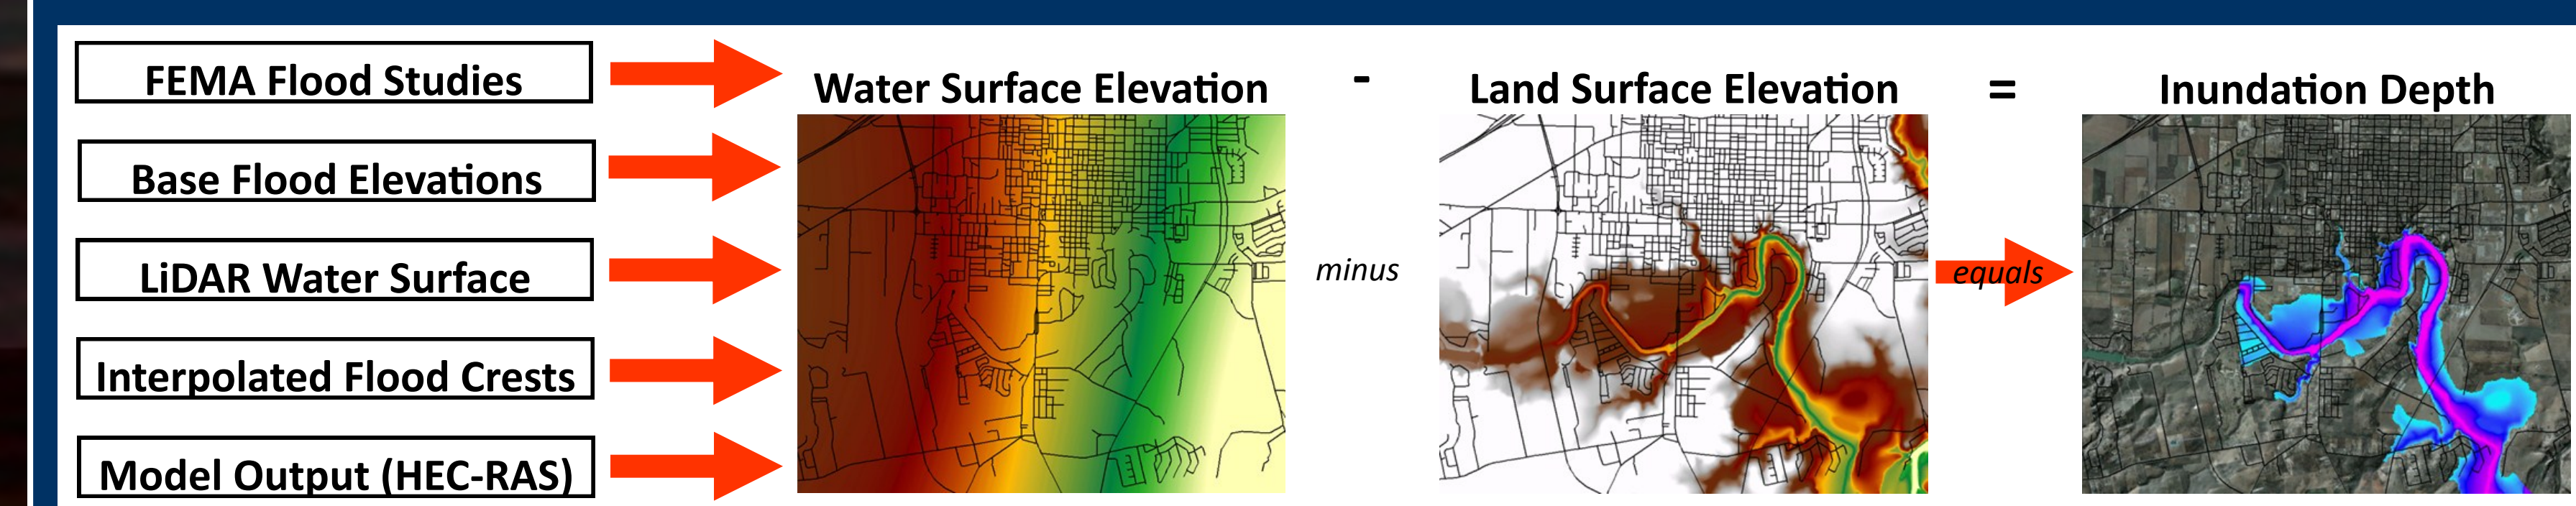 FEMA Flood Studies
Base Flood Elevations
LiDAR Water Surface
Interpolated Flood Crests
Model Output (HEC-RAS)
Water Surface Elevation
-
minus
Land Surface Elevation
=
equals
Inundation Depth